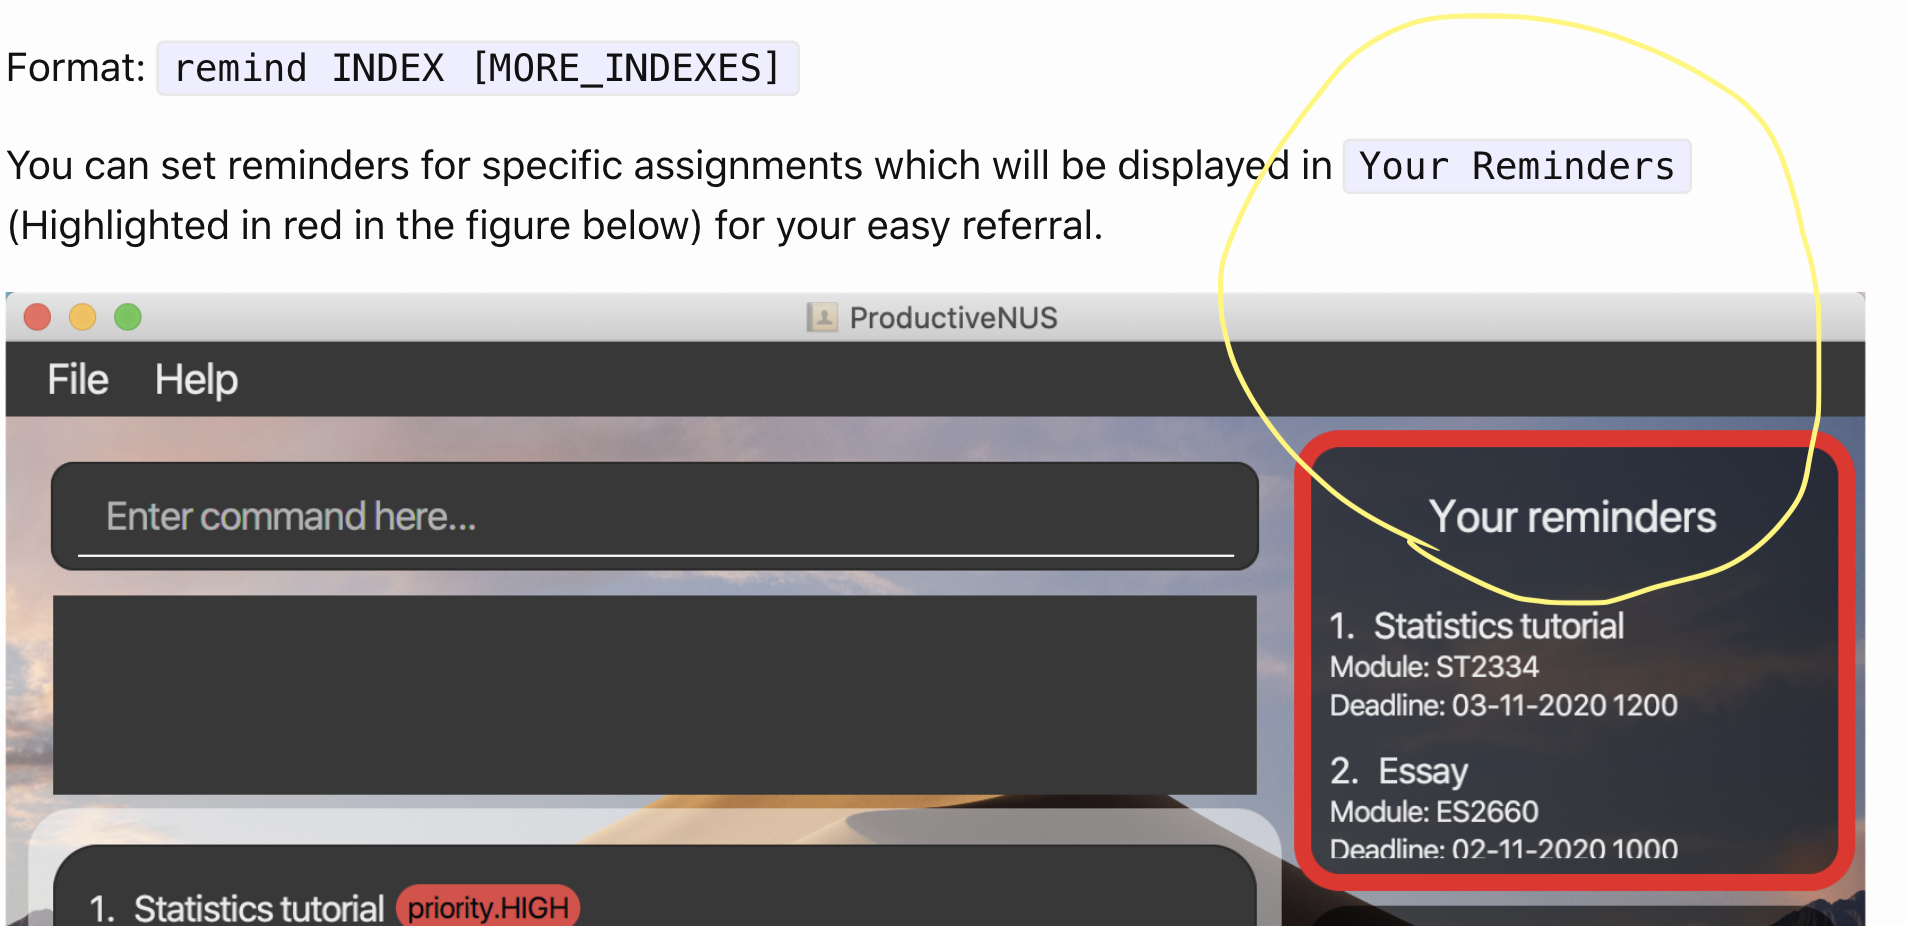 Format: remind INDEX [MORE_INDEXES]
You can set reminders for specific assignments which will be displayed in Your Reminders
(Highlighted in red in the figure below) for your easy referral.
ProductiveNUS
File Help
Enter command here...
Your reminders
1. Statistics tutorial
Module: ST2334
Deadline: 03-11-2020 1200
2. Essay
Module: ES2660
Deadline: 02-11-2020 1000
1. Statistics tutorial priority.HIGH